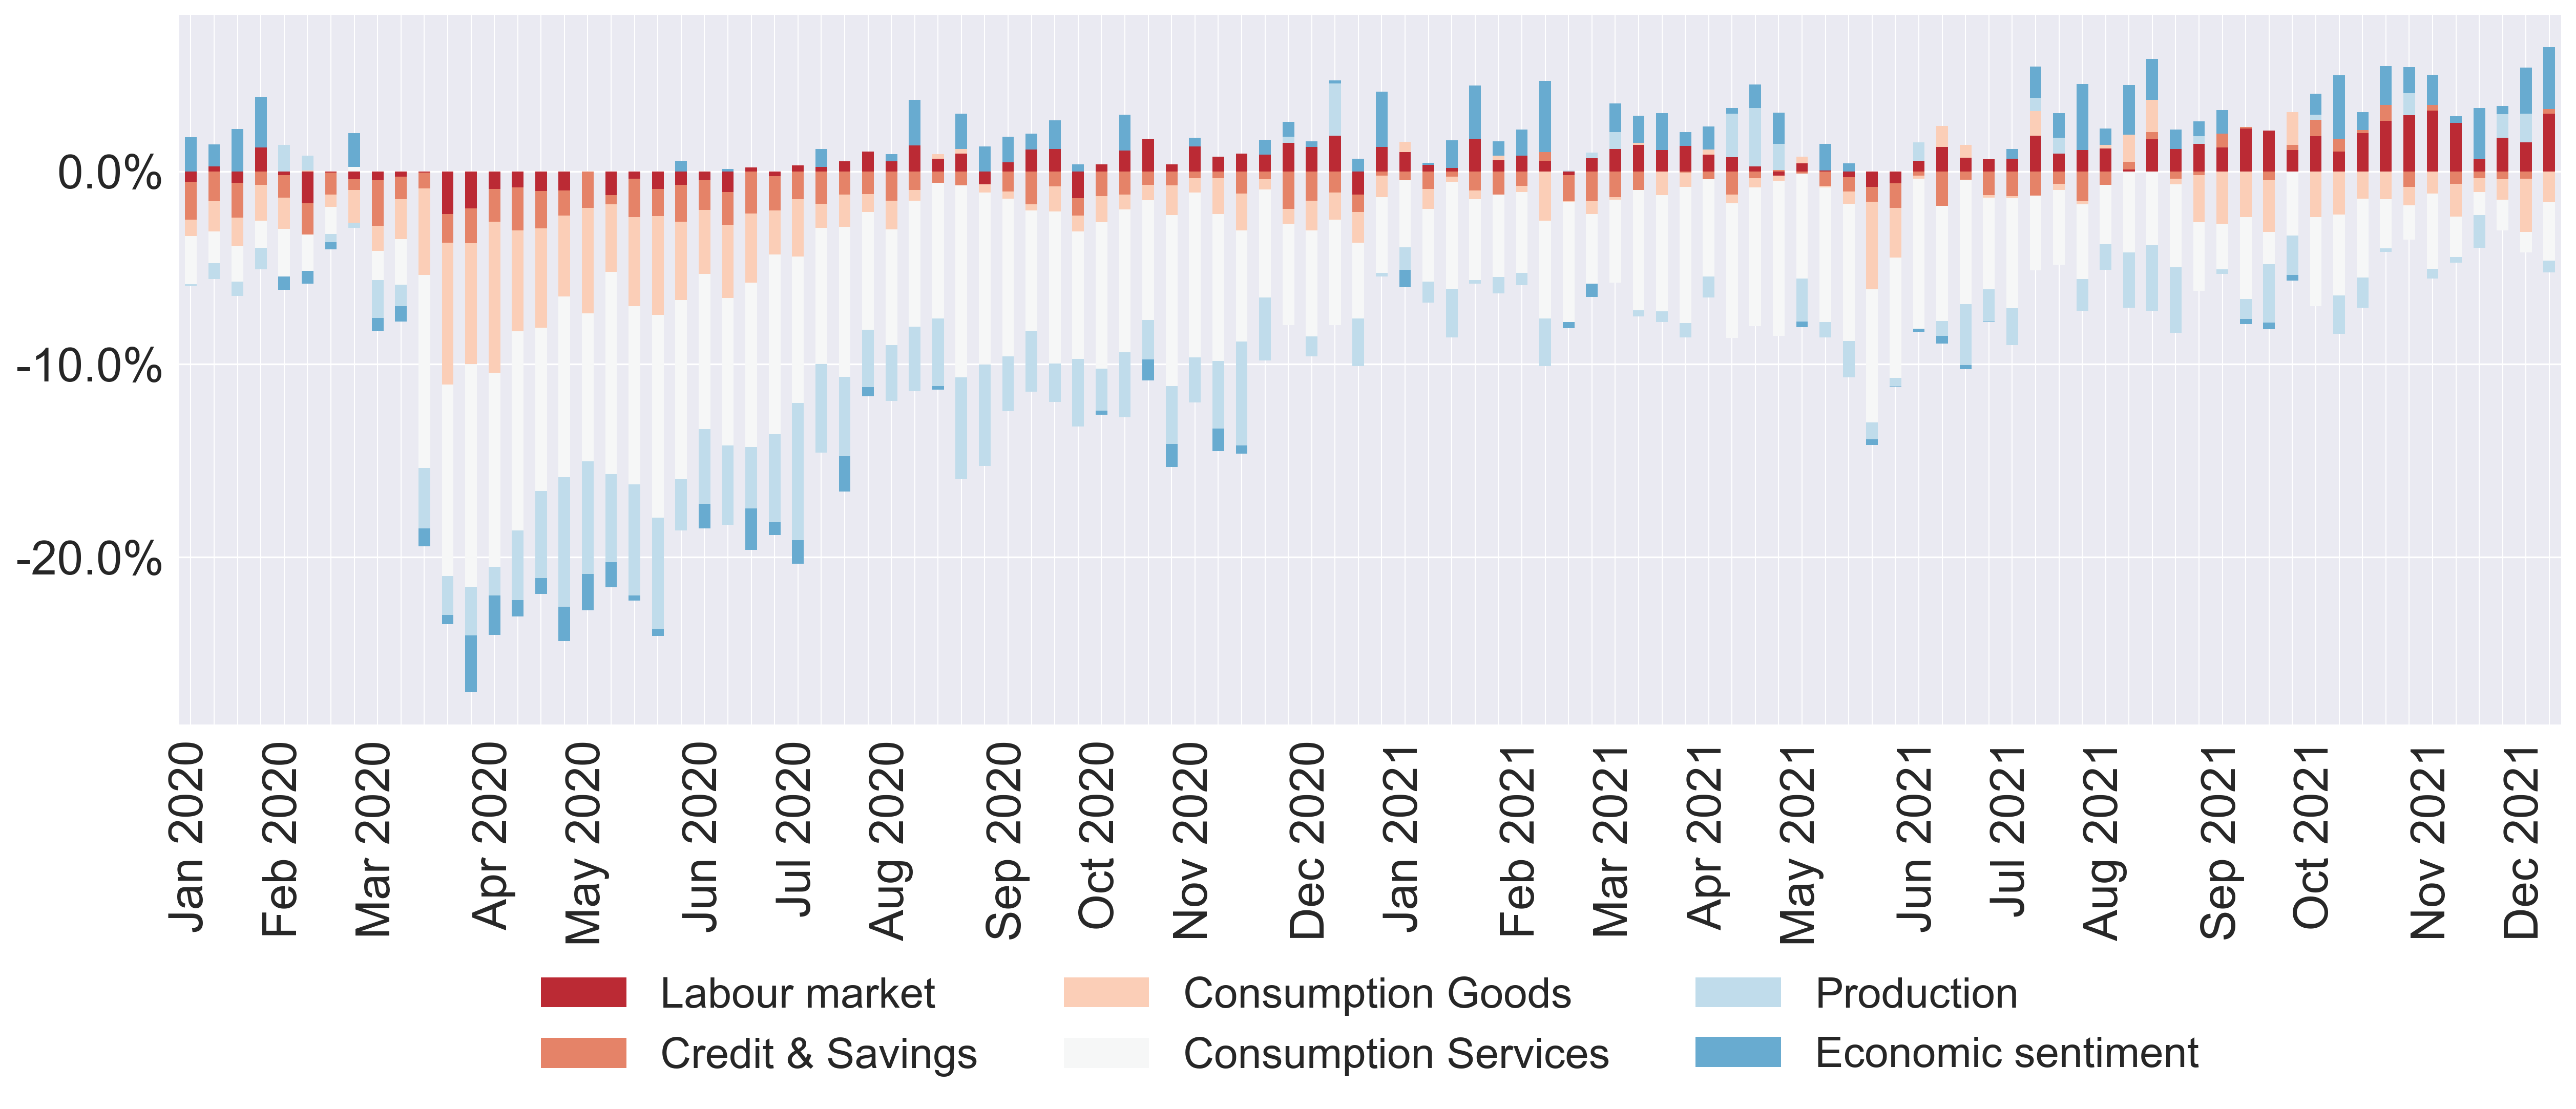 0.0%
-10.0%
-20.0%
Jan 2020
Feb 2020
Mar 2020
Apr 2020
May 2020
Jun 2020
Jul 2020
Aug 2020
Sep 2020
Oct 2020
Nov 2020
Dec 2020
Jan 2021
Feb 2021
Mar 2021
Apr 2021
May 2021
Jun 2021
Jul 2021
Aug 2021
Sep 2021
Oct 2021
Nov 2021
Dec 2021
Labour market
Consumption Goods
Production
Credit & Savings
Consumption Services
Economic sentiment